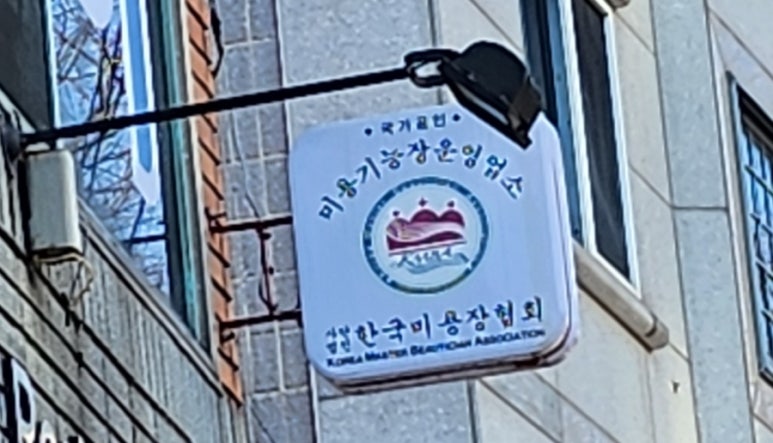 • 국가공인 •
미용기능장운영업소
사단법인 한국미용장협회
KOREA MASTER BEAUTICIAN ASSOCIATION